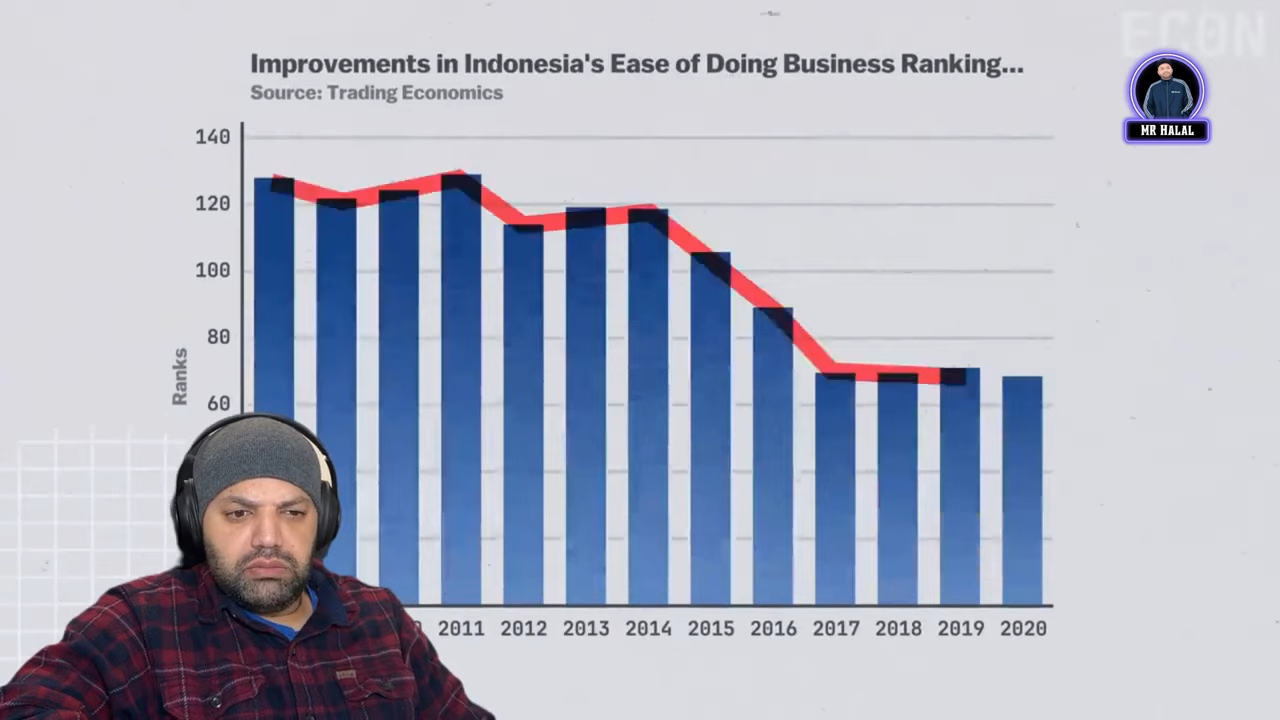 ECON
Improvements in Indonesia's Ease of Doing Business Ranking...
Source: Trading Economics
MR HALAL
140
120
100
80
60
Ranks
2011 2012 2013 2014 2015 2016 2017 2018 2019 2020